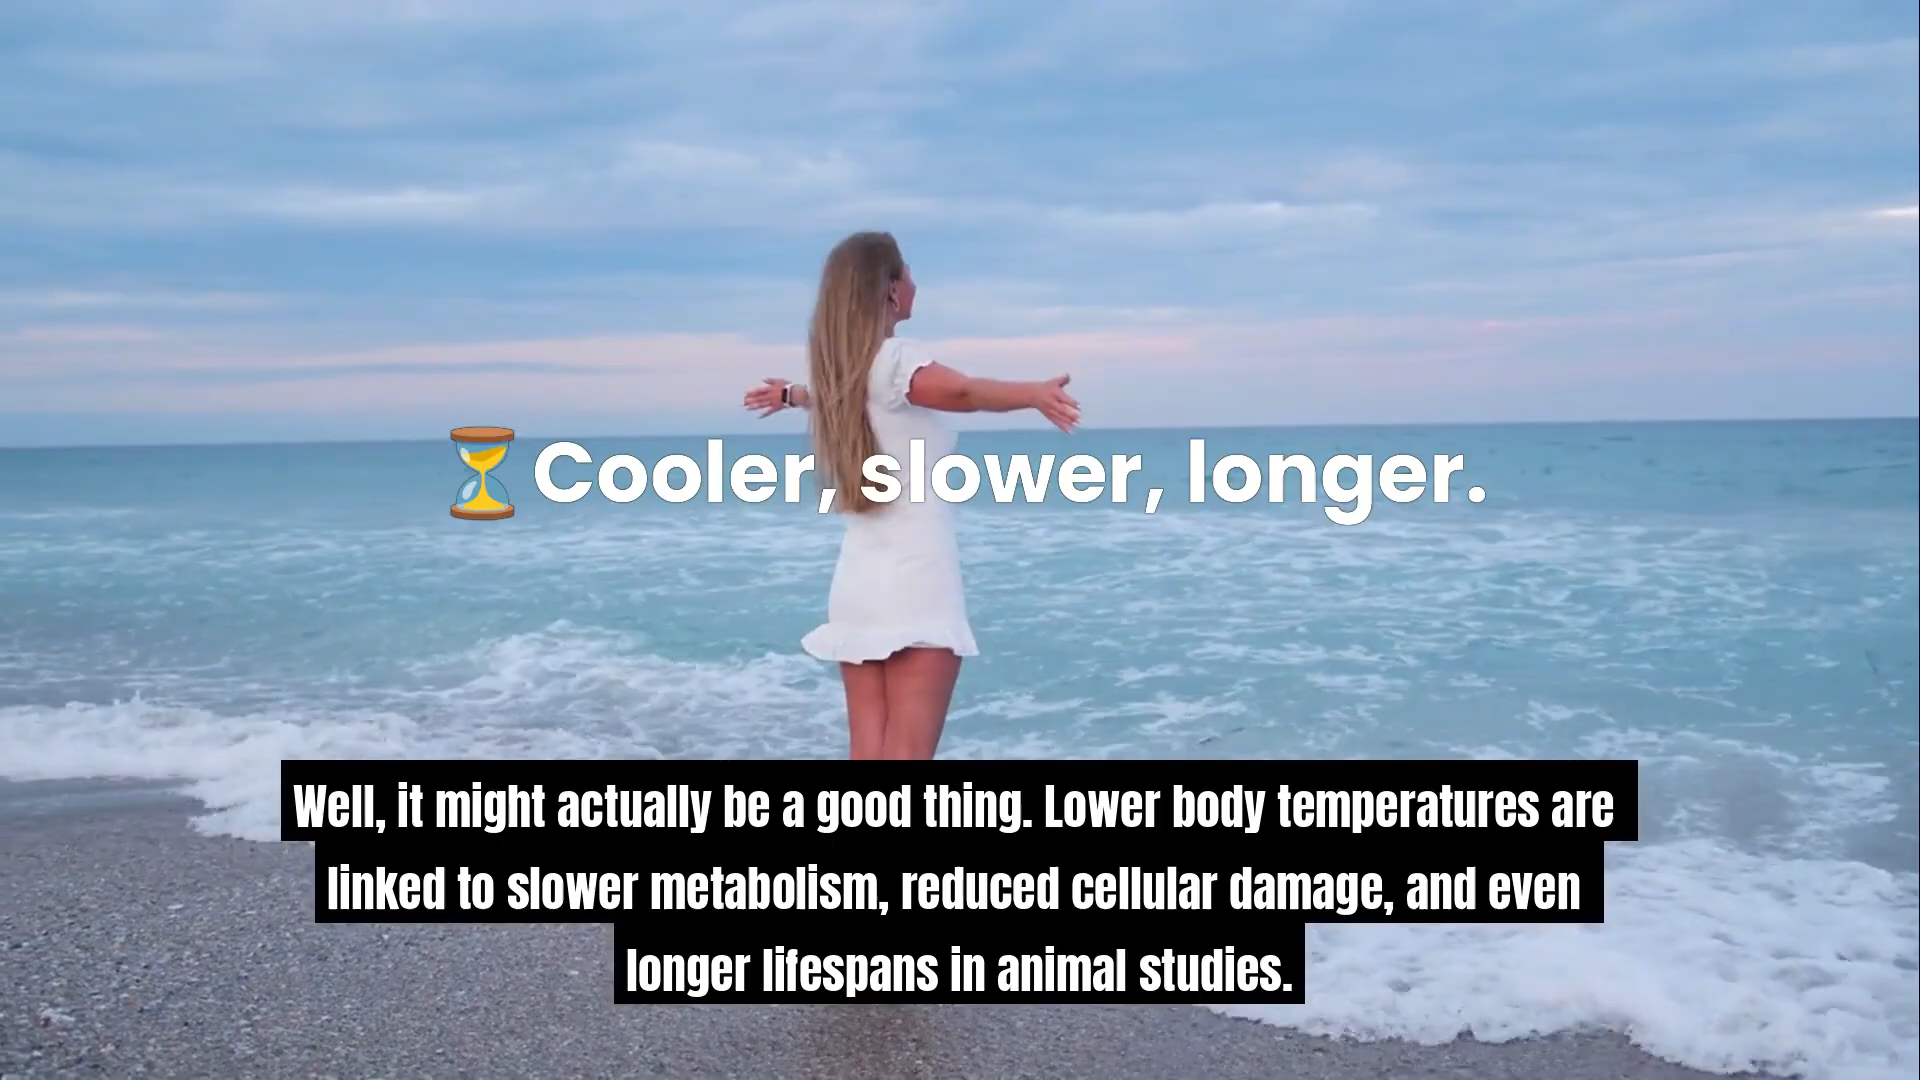 ⏳Cooler, slower, longer.
Well, it might actually be a good thing. Lower body temperatures are
linked to slower metabolism, reduced cellular damage, and even
longer lifespans in animal studies.